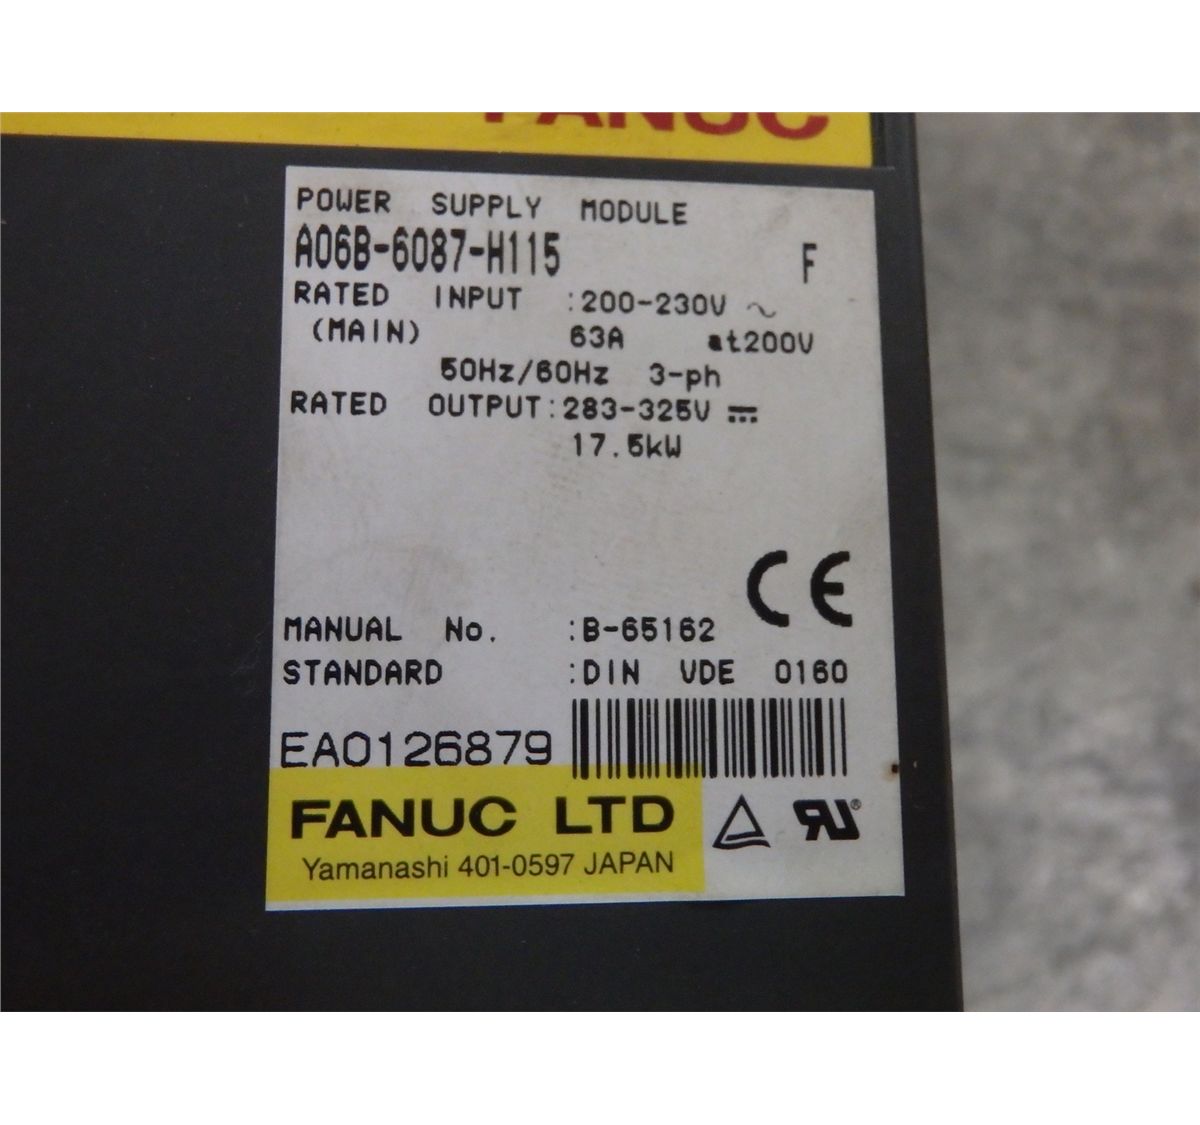 FANUC
POWER SUPPLY MODULE
A06B-6087-H115 F
RATED INPUT :200-230V ~
(MAIN) 63A at200V
50Hz/60Hz 3-ph
RATED OUTPUT:283-325V ⎓
17.5kW
CE
MANUAL No. :B-65162
STANDARD :DIN VDE 0160
EA0126879
FANUC LTD
Yamanashi 401-0597 JAPAN